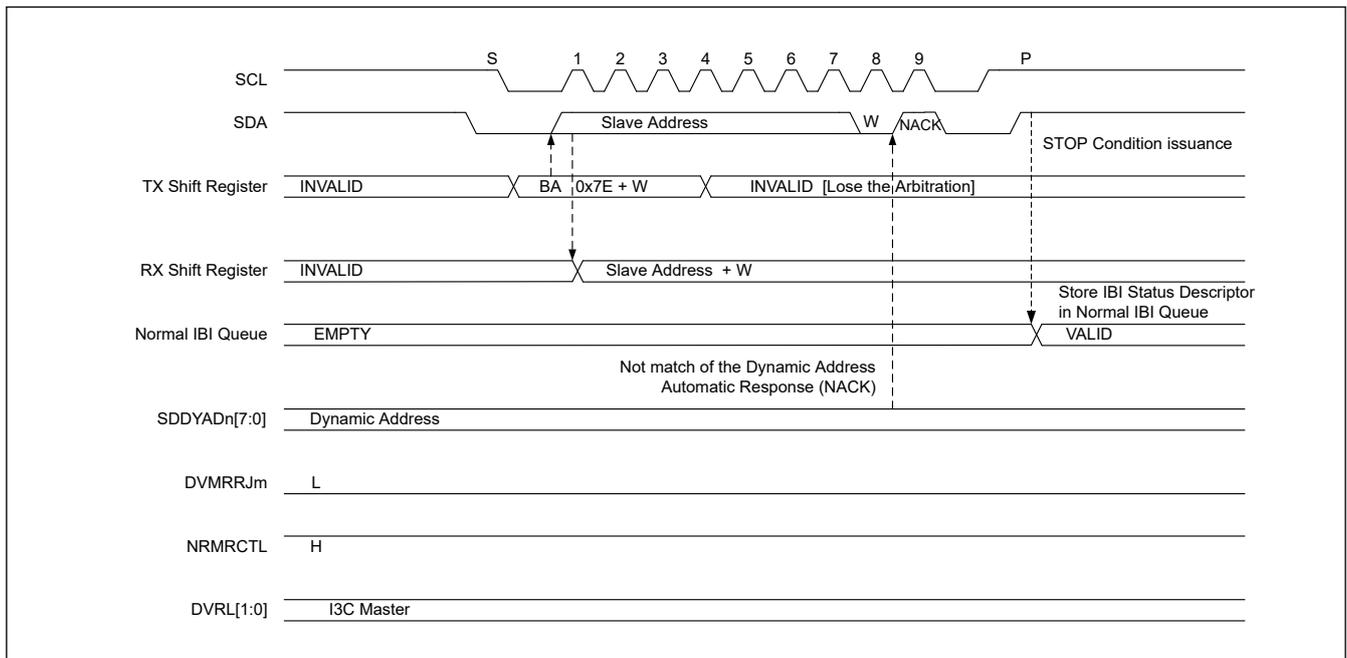 S 1 2 3 4 5 6 7 8 9 P
SCL
SDA Slave Address W NACK
STOP Condition issuance
TX Shift Register INVALID BA 0x7E + W INVALID [Lose the Arbitration]
RX Shift Register INVALID Slave Address + W
Store IBI Status Descriptor
in Normal IBI Queue
Normal IBI Queue EMPTY VALID
Not match of the Dynamic Address
Automatic Response (NACK)
SDDYADn[7:0] Dynamic Address
DVMRRJm L
NRMRCTL H
DVRL[1:0] I3C Master